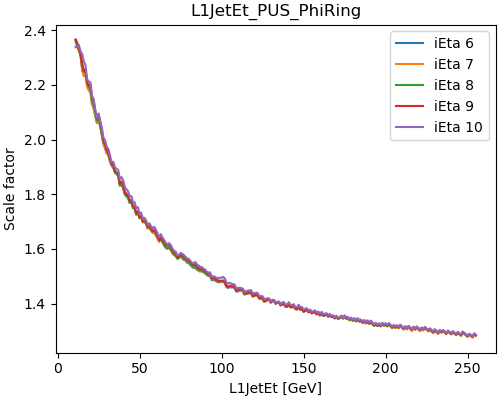 L1JetEt_PUS_PhiRing
2.4
2.2
2.0
1.8
1.6
1.4
Scale factor
iEta 6
iEta 7
iEta 8
iEta 9
iEta 10
0
50
100
150
200
250
L1JetEt [GeV]